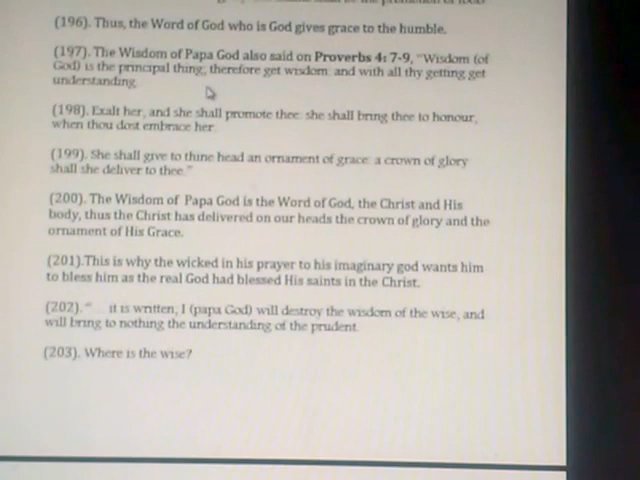 (196). Thus, the Word of God who is God gives grace to the humble.
(197). The Wisdom of Papa God also said on Proverbs 4: 7-9, "Wisdom (of
God) is the principal thing; therefore get wisdom: and with all thy getting get
understanding.
(198). Exalt her, and she shall promote thee: she shall bring thee to honour,
when thou dost embrace her.
(199). She shall give to thine head an ornament of grace: a crown of glory
shall she deliver to thee."
(200). The Wisdom of Papa God is the Word of God, the Christ and His
body, thus the Christ has delivered on our heads the crown of glory and the
ornament of His Grace.
(201).This is why the wicked in his prayer to his imaginary god wants him
to bless him as the real God had blessed His saints in the Christ.
(202). "... it is written, I (papa God) will destroy the wisdom of the wise, and
will bring to nothing the understanding of the prudent.
(203). Where is the wise?